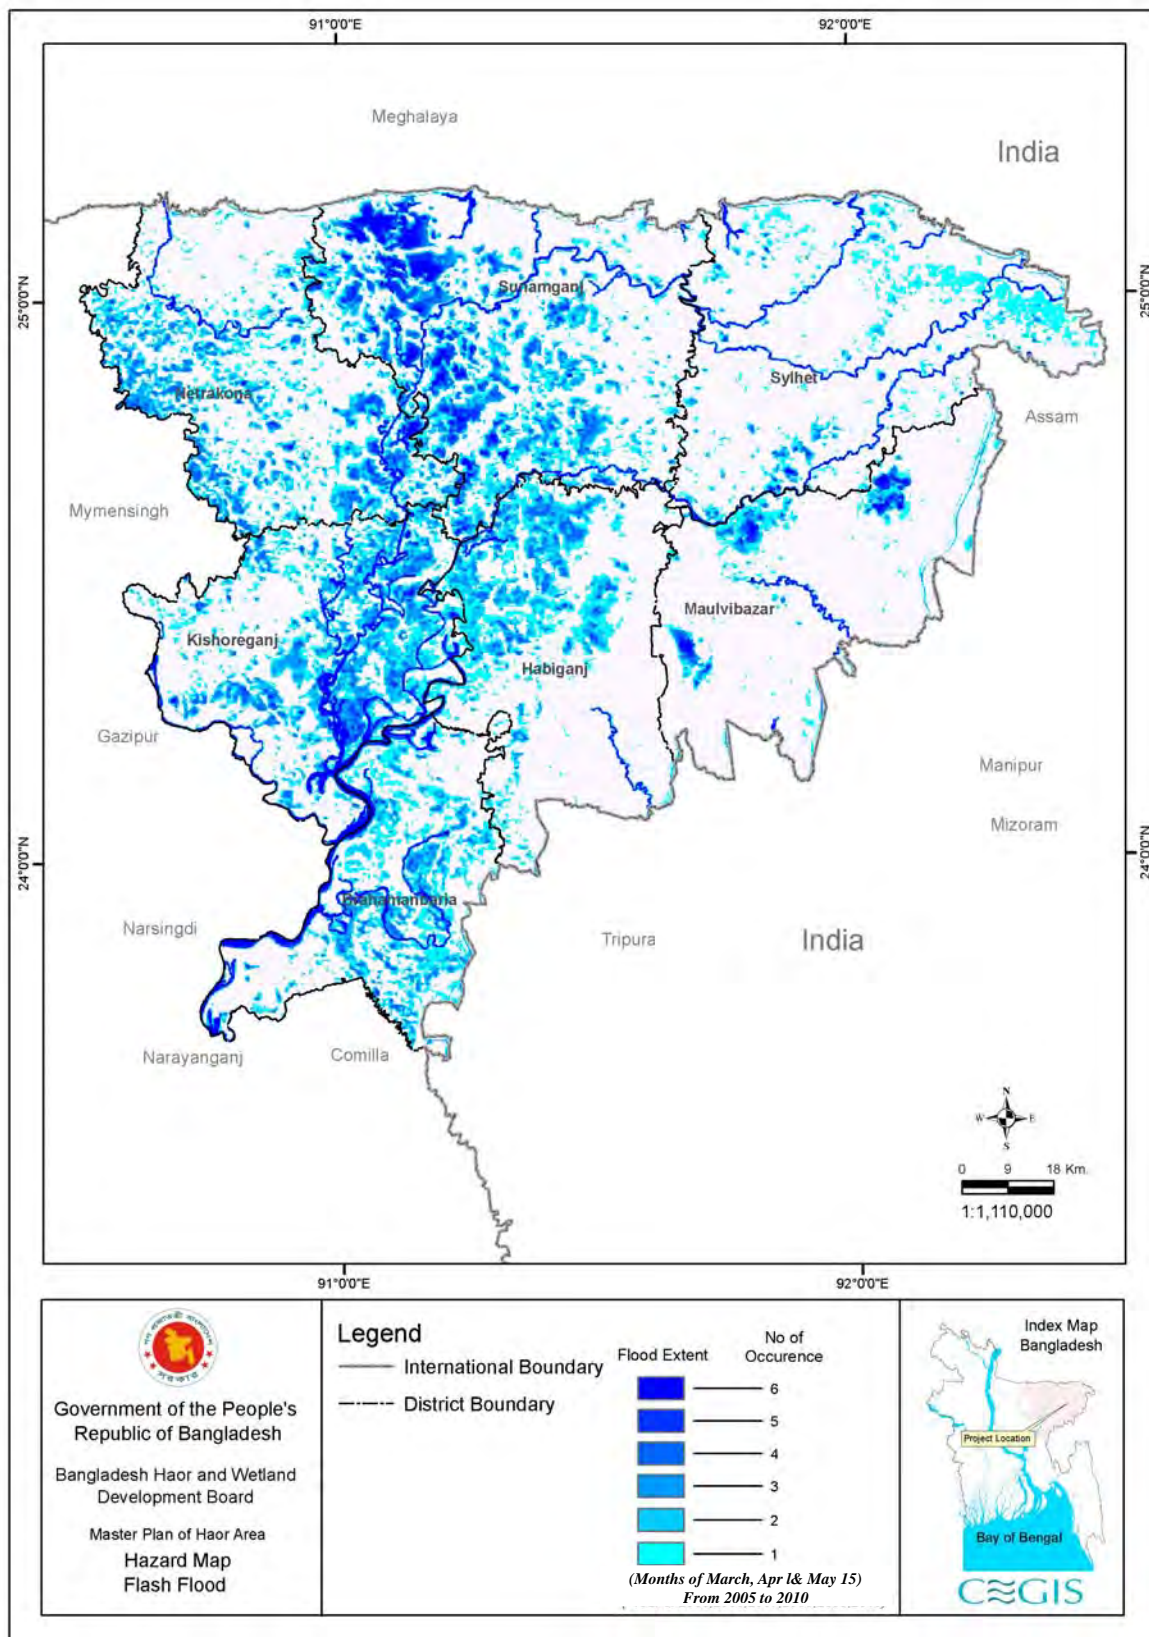 91°0'0"E
92°0'0"E
Meghalaya
India
25°0'0"N
25°0'0"N
Sunamganj
Netrakona
Sylhet
Assam
Mymensingh
Maulvibazar
Kishoreganj
Habiganj
Gazipur
Manipur
Mizoram
24°0'0"N
24°0'0"N
Brahamanbaria
Narsingdi
Tripura
India
Narayanganj
Comilla
N
W
E
S
0 9 18 Km.
1:1,110,000
91°0'0"E
92°0'0"E
Government of the People's
Republic of Bangladesh
Bangladesh Haor and Wetland
Development Board
Master Plan of Haor Area
Hazard Map
Flash Flood
Legend
International Boundary
District Boundary
Flood Extent
No of
Occurence
6
5
4
3
2
1
(Months of March, Apr l& May 15)
From 2005 to 2010
Index Map
Bangladesh
Project Location
Bay of Bengal
CEGIS